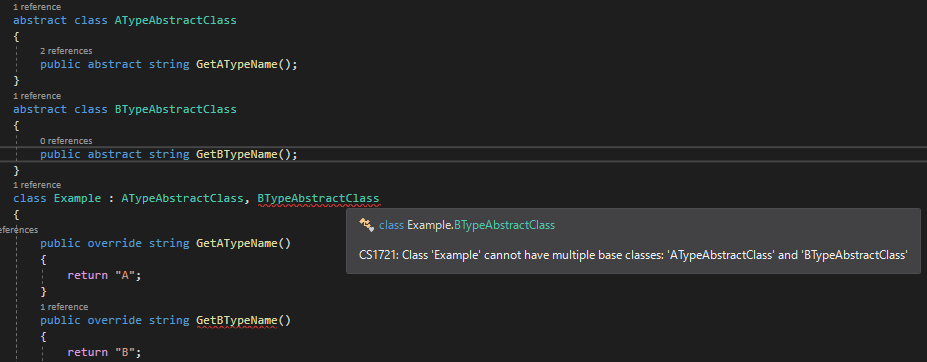 1 reference
abstract class ATypeAbstractClass
{
2 references
public abstract string GetATypeName();
}
1 reference
abstract class BTypeAbstractClass
{
0 references
public abstract string GetBTypeName();
}
1 reference
class Example : ATypeAbstractClass, BTypeAbstractClass
{
class Example.BTypeAbstractClass
CS1721: Class 'Example' cannot have multiple base classes: 'ATypeAbstractClass' and 'BTypeAbstractClass'
eferences
public override string GetATypeName()
{
return "A";
}
1 reference
public override string GetBTypeName()
{
return "B";